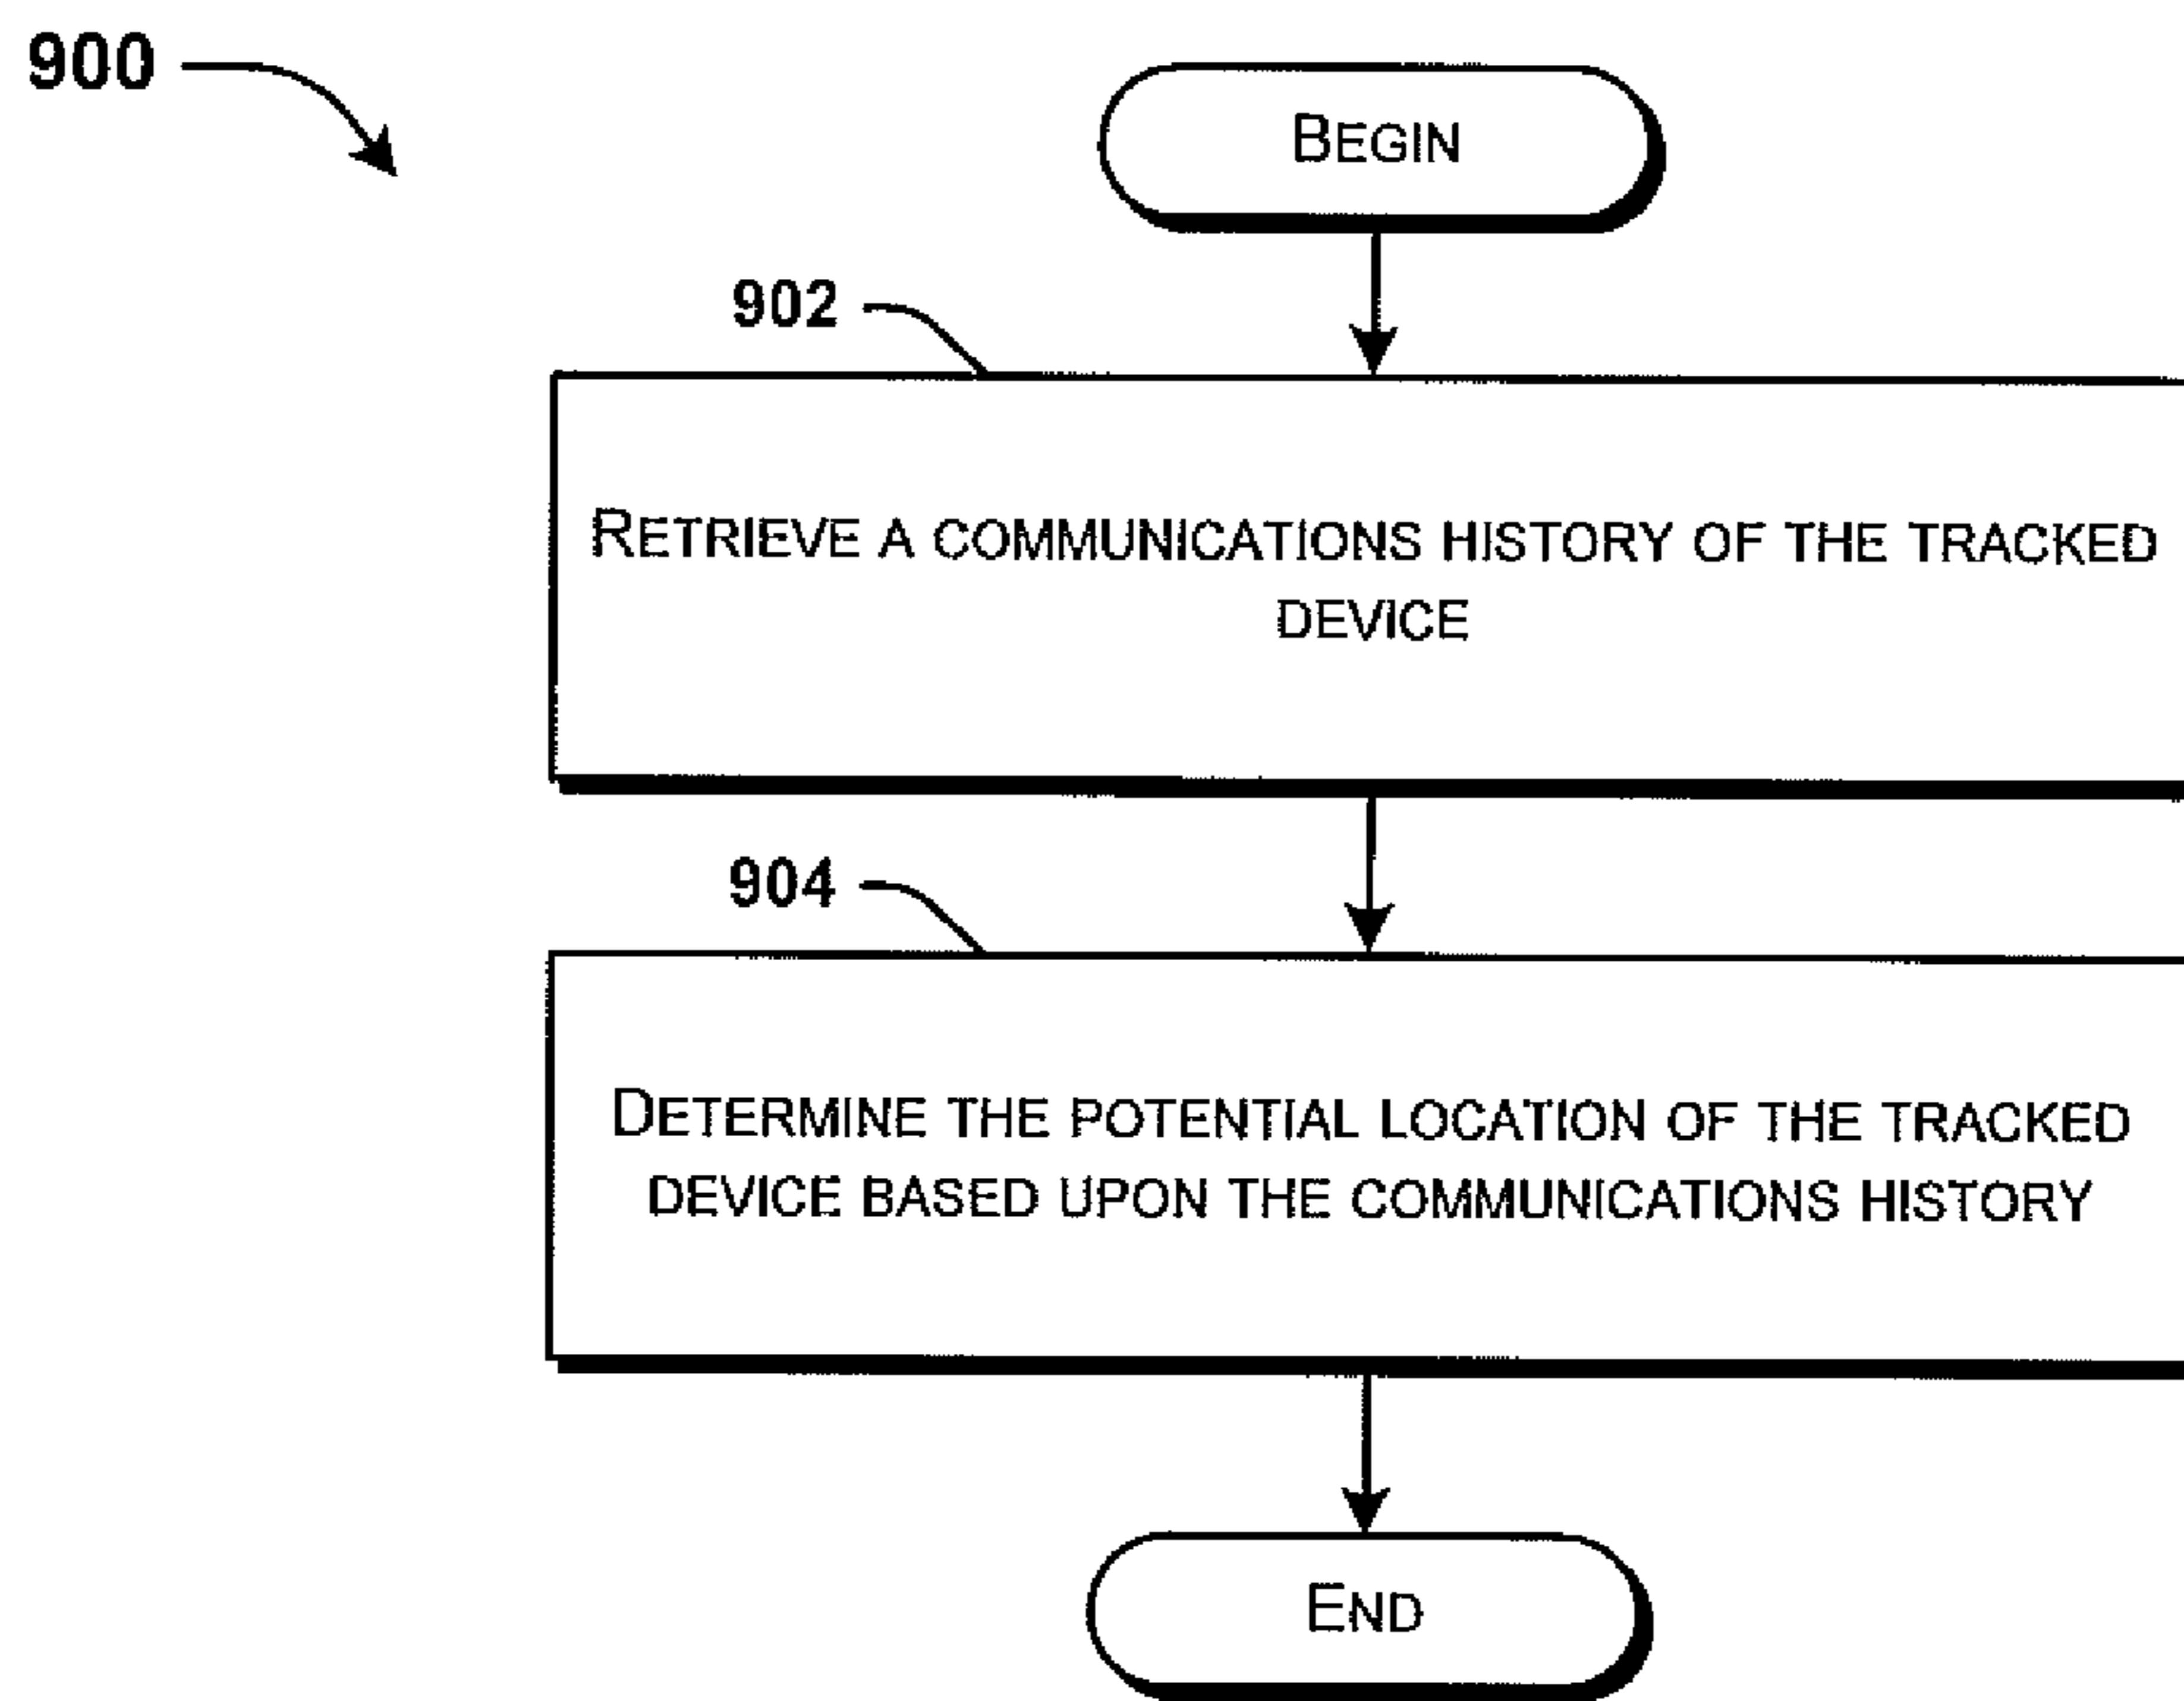 900
BEGIN
902
RETRIEVE A COMMUNICATIONS HISTORY OF THE TRACKED
DEVICE
904
DETERMINE THE POTENTIAL LOCATION OF THE TRACKED
DEVICE BASED UPON THE COMMUNICATIONS HISTORY
END